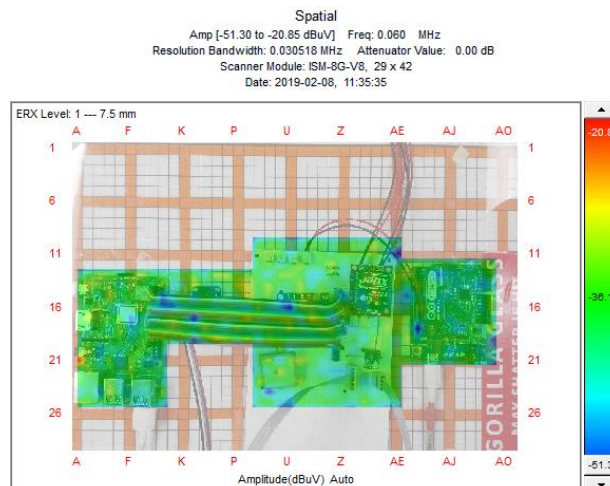 Spatial
Amp [-51.30 to -20.85 dBuV] Freq: 0.060 MHz
Resolution Bandwidth: 0.030518 MHz Attenuator Value: 0.00 dB
Scanner Module: ISM-8G-V8, 29 x 42
Date: 2019-02-08, 11:35:35
ERX Level: 1 --- 7.5 mm
A F K P U Z AE AJ AO
1 1
6 6
11 11
16 16
21 21
26 26
A F K P U Z AE AJ AO
Amplitude(dBuV) Auto
-20.8
-36.
-51.3
GORILLA GLASS
MAY SHATTER